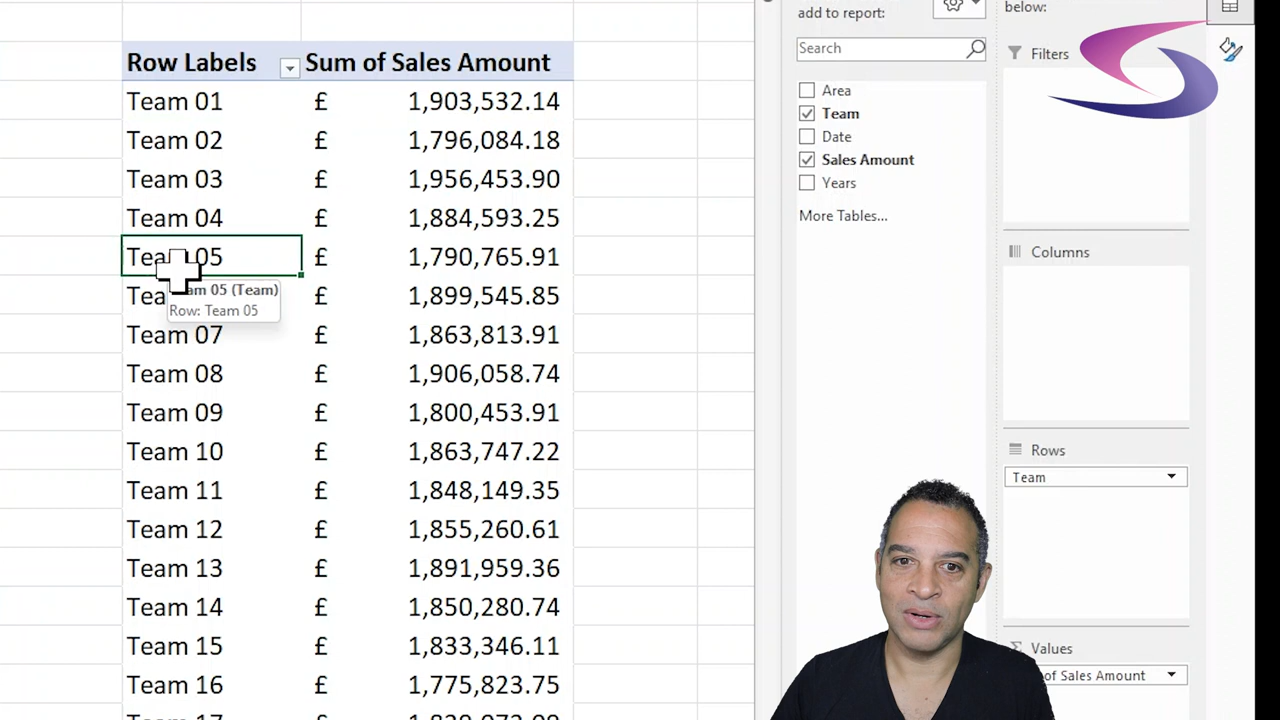 Row Labels Sum of Sales Amount
Team 01 £ 1,903,532.14
Team 02 £ 1,796,084.18
Team 03 £ 1,956,453.90
Team 04 £ 1,884,593.25
05 £ 1,790,765.91
£ 1,899,545.85
Team 07 £ 1,863,813.91
Team 08 £ 1,906,058.74
Team 09 £ 1,800,453.91
Team 10 £ 1,863,747.22
Team 11 £ 1,848,149.35
Team 12 £ 1,855,260.61
Team 13 £ 1,891,959.36
Team 14 £ 1,850,280.74
Team 15 £ 1,833,346.11
Team 16 £ 1,775,823.75
05 (Team)
Row: Team 05
add to report:
Search
Area
Team
Date
Sales Amount
Years
More Tables...
below:
Filters
Columns
Rows
Team
Σ Values
of Sales Amount